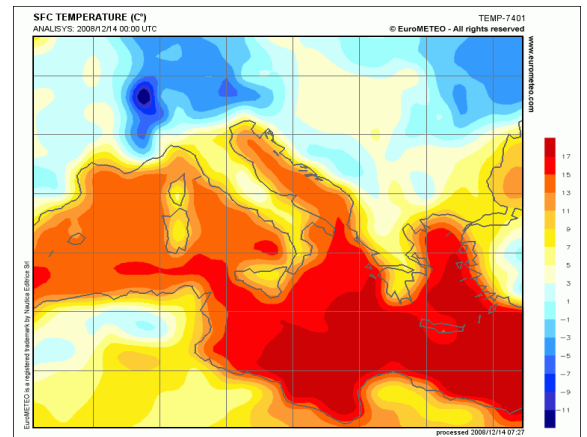 SFC TEMPERATURE (C°)
TEMP-7401
ANALISYS: 2008/12/14 00:00 UTC
© EuroMETEO - All rights reserved
www.eurometeo.com
17
15
13
11
9
7
5
3
1
−1
−3
−5
−7
−9
−11
EuroMETEO is a registered trademark by Nautica Editrice Srl
processed 2008/12/14 07:27